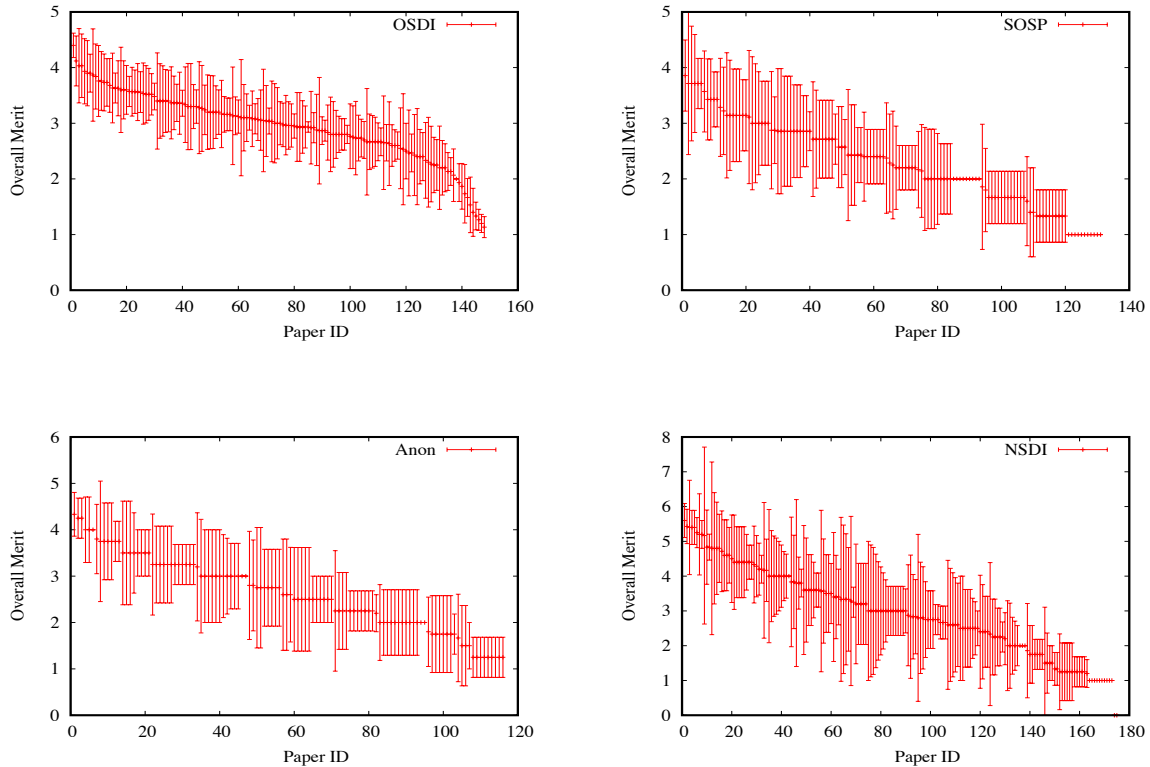 OSDI
5
4
3
2
1
0
Overall Merit
0 20 40 60 80 100 120 140 160
Paper ID
SOSP
5
4
3
2
1
0
Overall Merit
0 20 40 60 80 100 120 140
Paper ID
Anon
6
5
4
3
2
1
0
Overall Merit
0 20 40 60 80 100 120
Paper ID
NSDI
8
7
6
5
4
3
2
1
0
Overall Merit
0 20 40 60 80 100 120 140 160 180
Paper ID